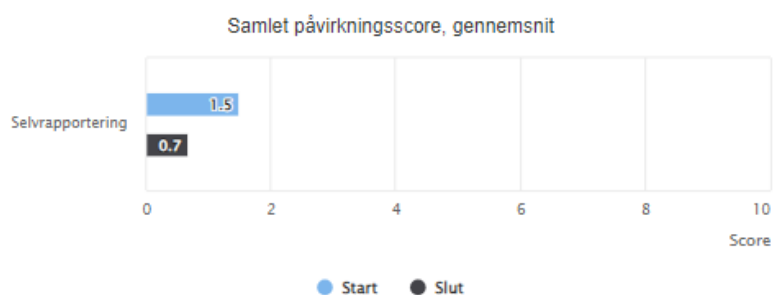 Samlet påvirkningsscore, gennemsnit
1.5
Selvrapportering
0.7
0 2 4 6 8 10
Score
Start Slut